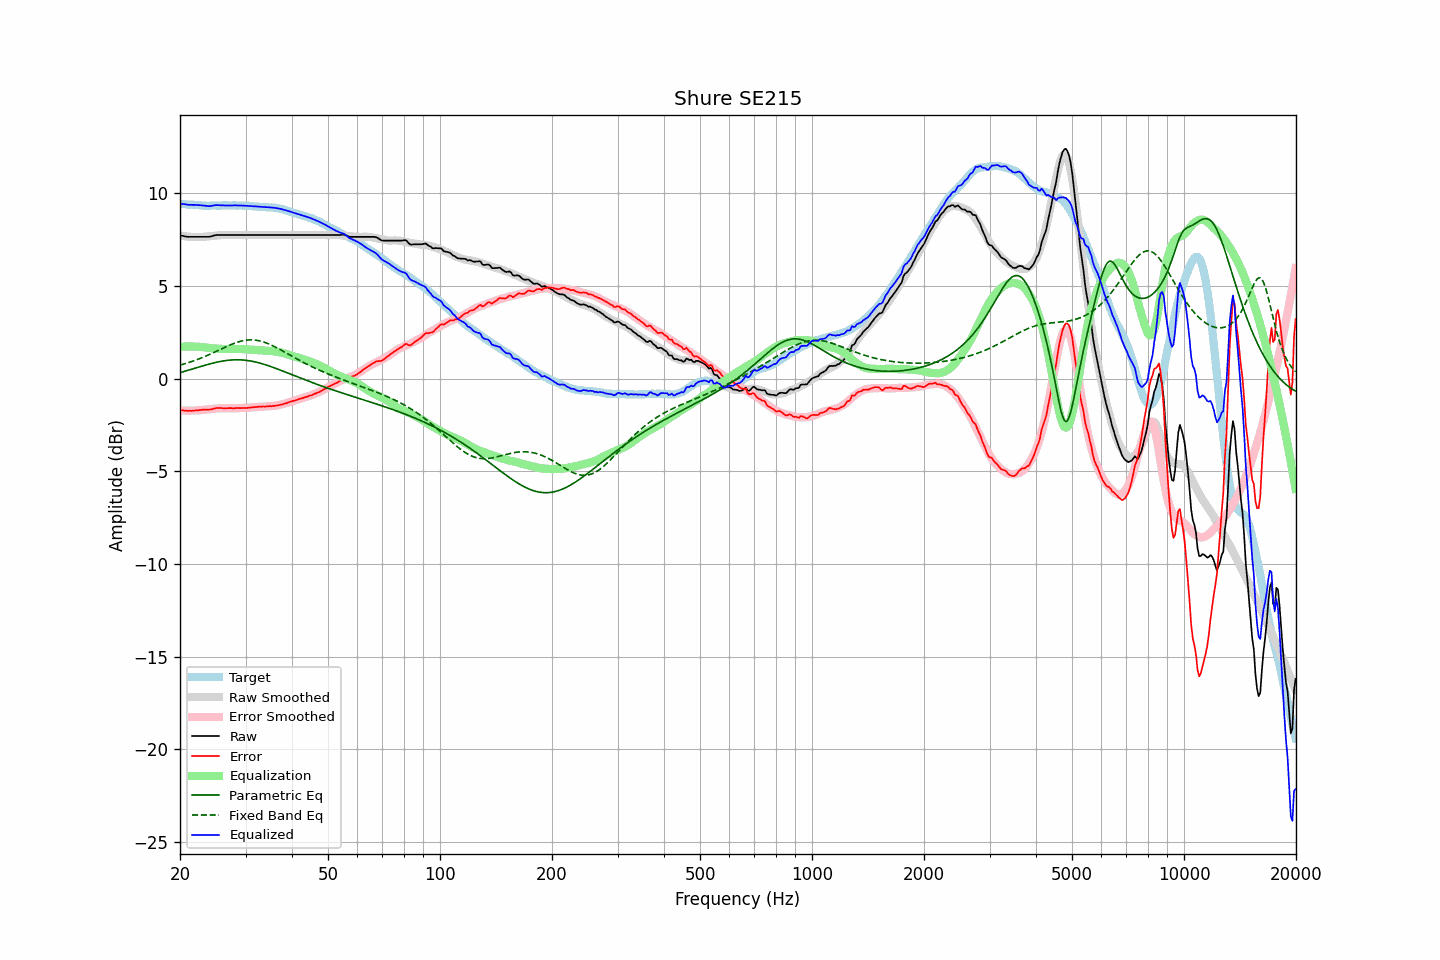 Shure SE215
Amplitude (dBr)
10
5
0
−5
−10
−15
−20
−25
Target
Raw Smoothed
Error Smoothed
Raw
Error
Equalization
Parametric Eq
Fixed Band Eq
Equalized
20 50 100 200 500 1000 2000 5000 10000 20000
Frequency (Hz)